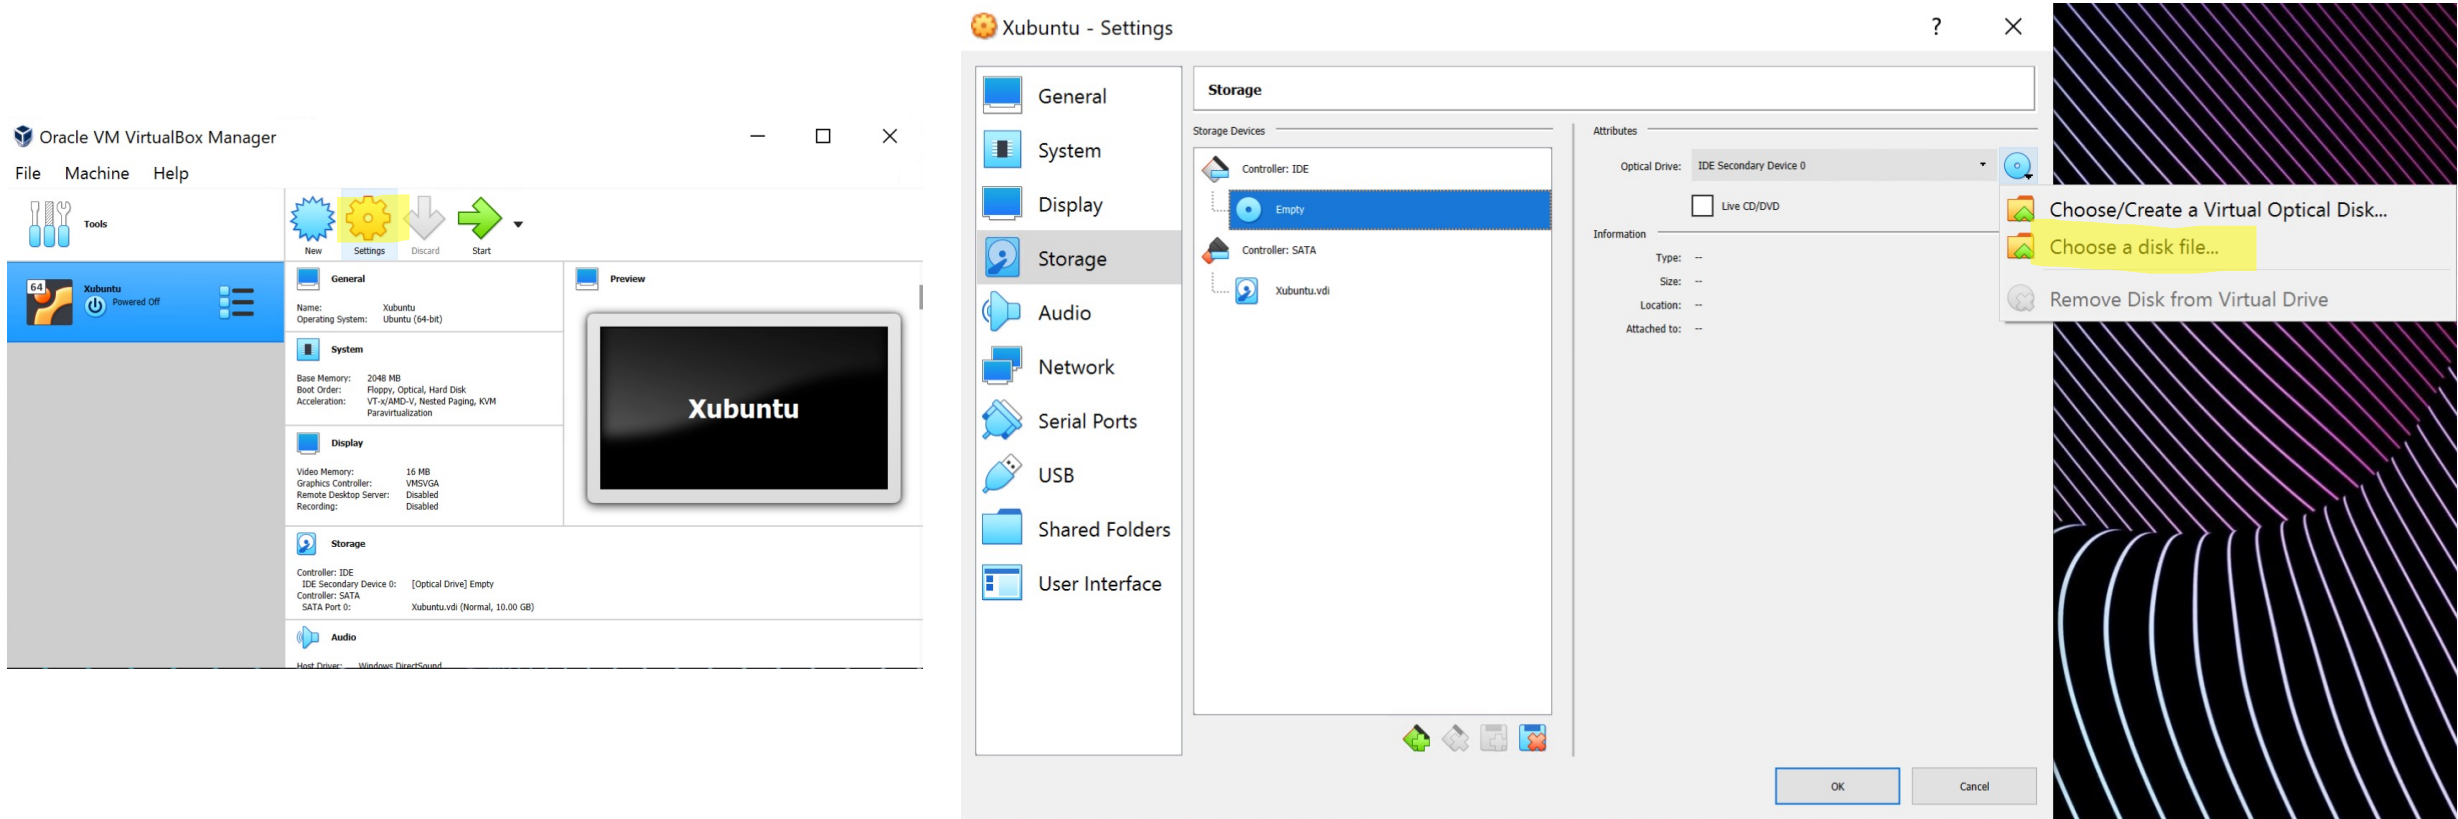 Oracle VM VirtualBox Manager
File Machine Help
Tools
New Settings Discard Start
64
Xubuntu
Powered Off
General
Name: Xubuntu
Operating System: Ubuntu (64-bit)
System
Base Memory: 2048 MB
Boot Order: Floppy, Optical, Hard Disk
Acceleration: VT-x/AMD-V, Nested Paging, KVM
Paravirtualization
Display
Video Memory: 16 MB
Graphics Controller: VMSVGA
Remote Desktop Server: Disabled
Recording: Disabled
Preview
Xubuntu
Storage
Controller: IDE
IDE Secondary Device 0: [Optical Drive] Empty
Controller: SATA
SATA Port 0: Xubuntu.vdi (Normal, 10.00 GB)
Audio
Host Driver: Windows DirectSound
Xubuntu - Settings
?
General
System
Display
Storage
Audio
Network
Serial Ports
USB
Shared Folders
User Interface
Storage
Storage Devices
Controller: IDE
Empty
Controller: SATA
Xubuntu.vdi
Attributes
Optical Drive: IDE Secondary Device 0
Live CD/DVD
Information
Type: --
Size: --
Location: --
Attached to: --
Choose/Create a Virtual Optical Disk...
Choose a disk file...
Remove Disk from Virtual Drive
OK Cancel